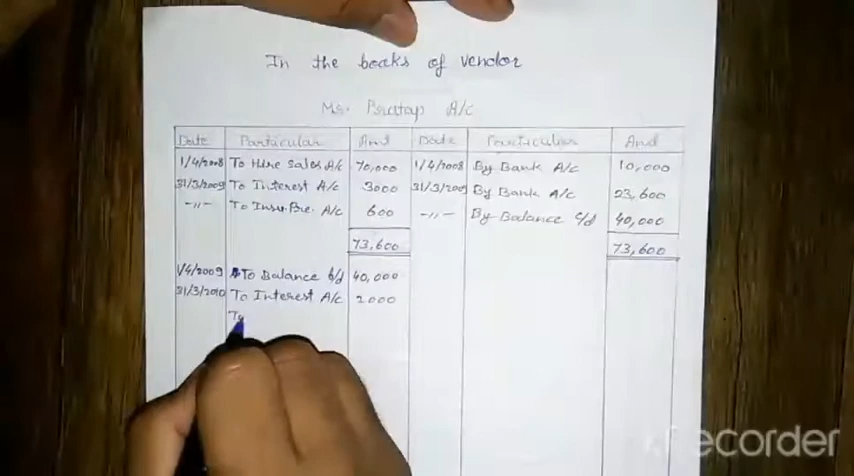 In the books of vendor
Mr. Pratap A/c
Date Particular Amt Date Particular Amt
1/4/2008 To Hire Sales A/c 70,000 1/4/2008 By Bank A/c 10,000
31/3/2009 To Interest A/c 3000 31/3/2009 By Bank A/c 23,600
-"- To Insu. Pre. A/c 600 -"- By Balance c/d 40,000
73,600 73,600
1/4/2009 To Balance b/d 40,000
31/3/2010 To Interest A/c 2000
To
Recorder